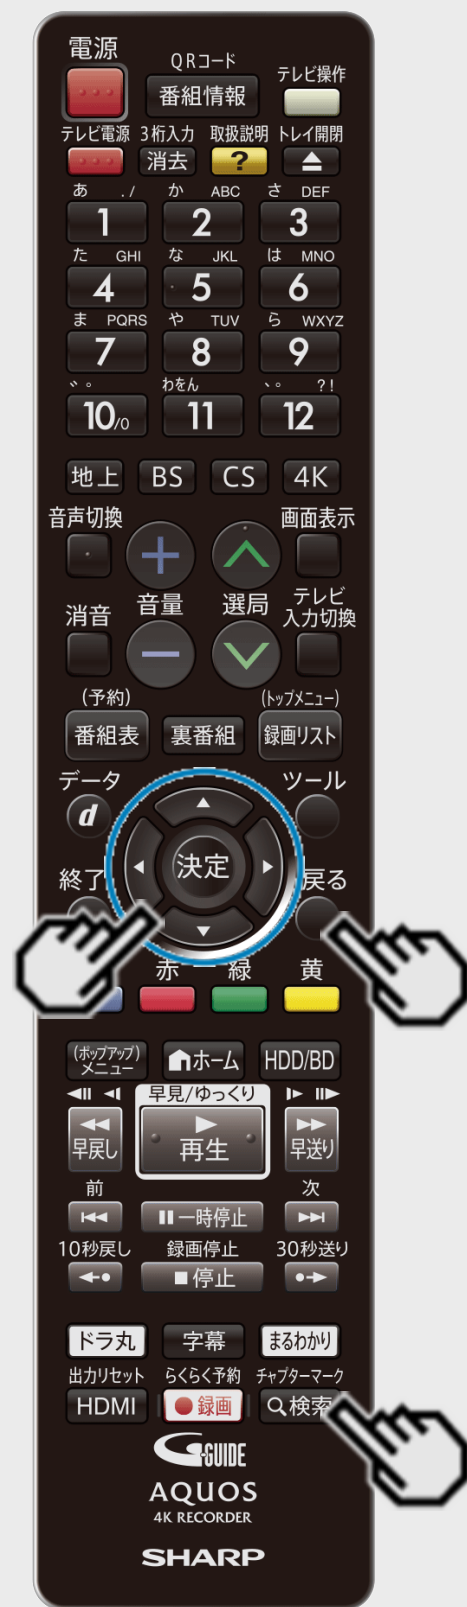 電源
QRコード
テレビ操作
番組情報
テレビ電源 3桁入力 取扱説明 トレイ開閉
消去 ?
あ ./ か ABC さ DEF
1 2 3
た GHI な JKL は MNO
4 5 6
ま PQRS や TUV ら WXYZ
7 8 9
゛゜ わをん 、。 ?!
10/0 11 12
地上 BS CS 4K
音声切換 画面表示
+
消音 音量 選局 テレビ
入力切換
−
(予約) (トップメニュー)
番組表 裏番組 録画リスト
データ ツール
d
決定
終了 戻る
赤 緑 黄
(ポップアップ)
メニュー ホーム HDD/BD
早見/ゆっくり
早戻し 再生 早送り
前 次
一時停止
10秒戻し 録画停止 30秒送り
停止
ドラ丸 字幕 まるわかり
出力リセット らくらく予約 チャプターマーク
HDMI 録画 検索
G-GUIDE
AQUOS
4K RECORDER
SHARP